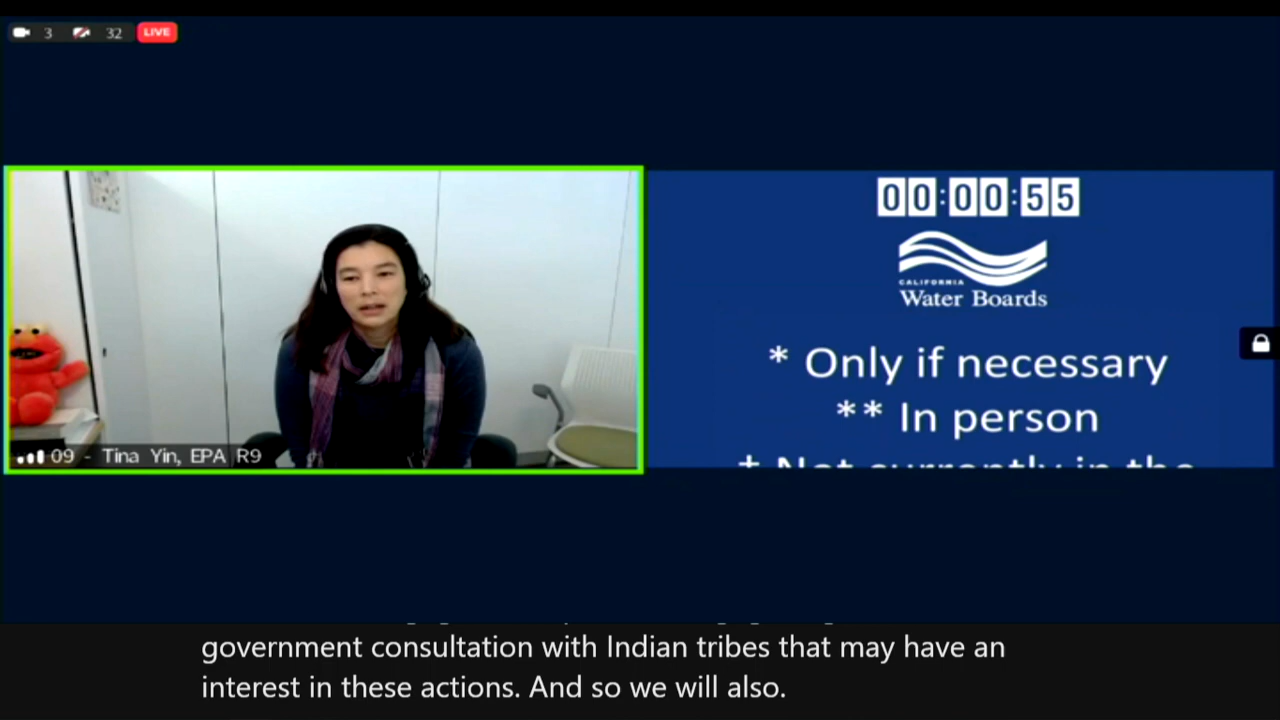 3 32 LIVE
00:00:55
CALIFORNIA
Water Boards
* Only if necessary
** In person
09 - Tina Yin, EPA R9
government consultation with Indian tribes that may have an
interest in these actions. And so we will also.